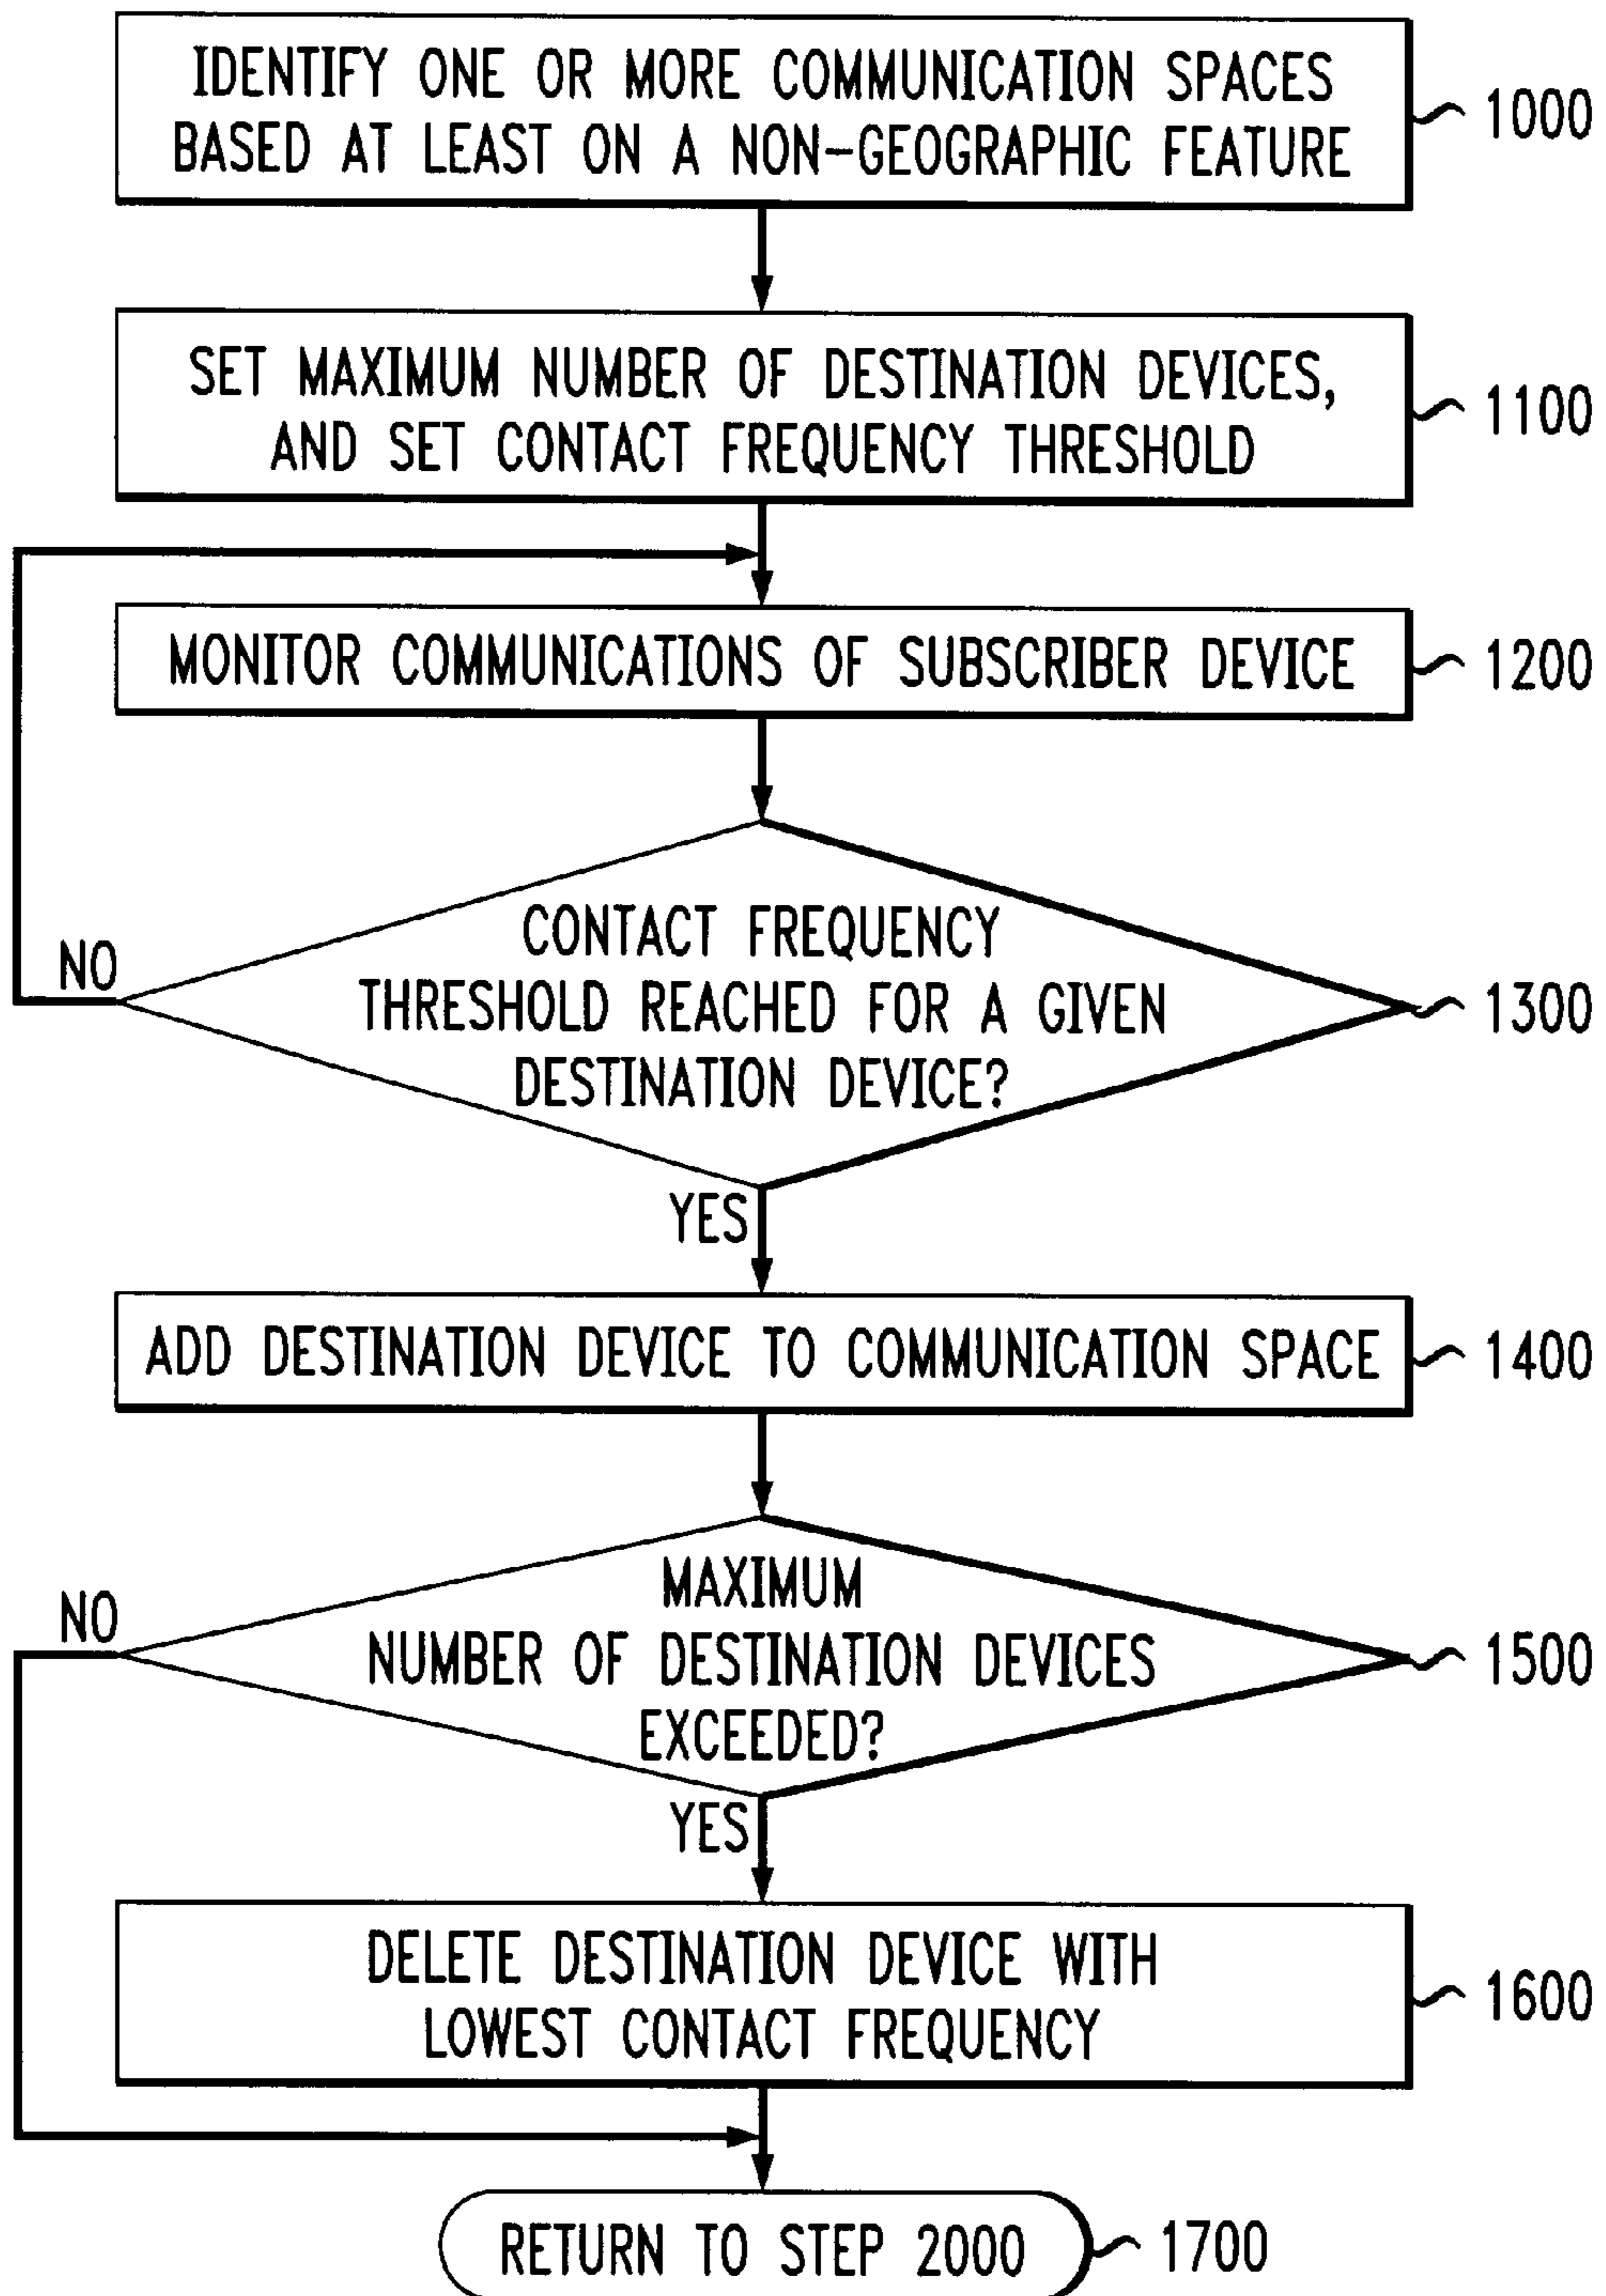 IDENTIFY ONE OR MORE COMMUNICATION SPACES
BASED AT LEAST ON A NON-GEOGRAPHIC FEATURE
1000
SET MAXIMUM NUMBER OF DESTINATION DEVICES,
AND SET CONTACT FREQUENCY THRESHOLD
1100
MONITOR COMMUNICATIONS OF SUBSCRIBER DEVICE
1200
CONTACT FREQUENCY
THRESHOLD REACHED FOR A GIVEN
DESTINATION DEVICE?
1300
NO
YES
ADD DESTINATION DEVICE TO COMMUNICATION SPACE
1400
MAXIMUM
NUMBER OF DESTINATION DEVICES
EXCEEDED?
1500
NO
YES
DELETE DESTINATION DEVICE WITH
LOWEST CONTACT FREQUENCY
1600
RETURN TO STEP 2000
1700